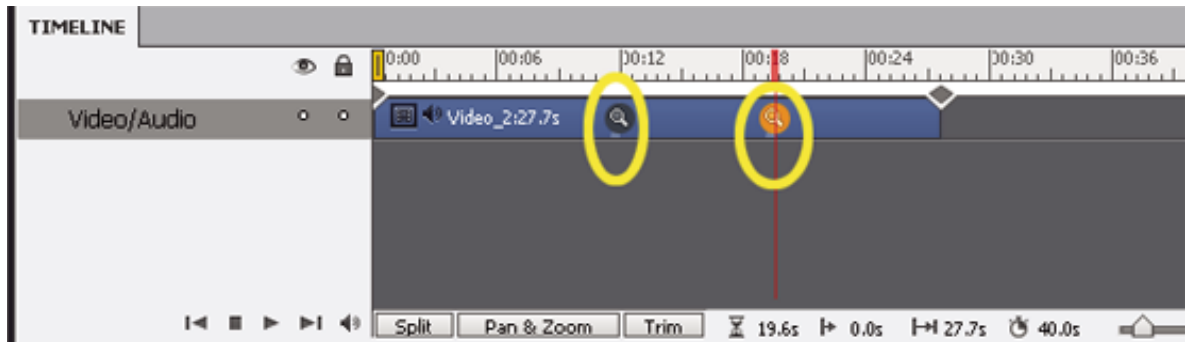 TIMELINE
0:00 00:06 00:12 00:18 00:24 00:30 00:36
Video/Audio Video_2:27.7s
Split Pan & Zoom Trim 19.6s 0.0s 27.7s 40.0s